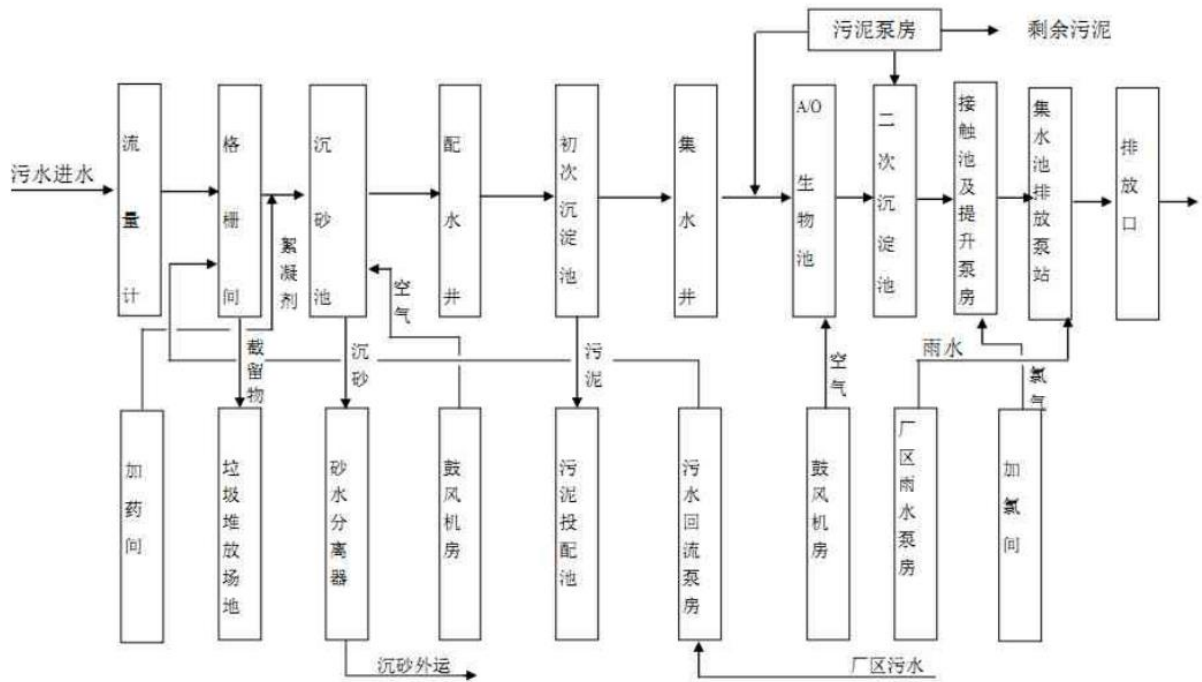 污泥泵房
剩余污泥
污水进水
流量计
格栅间
沉砂池
配水井
初次沉淀池
集水井
A/O
生物池
二次沉淀池
接触池及提升泵房
集水池排放泵站
排放口
絮凝剂
空气
截留物
沉砂
污泥
空气
雨水
氯气
加药间
垃圾堆放场地
砂水分离器
鼓风机房
污泥投配池
污水回流泵房
鼓风机房
厂区雨水泵房
加氯间
沉砂外运
厂区污水